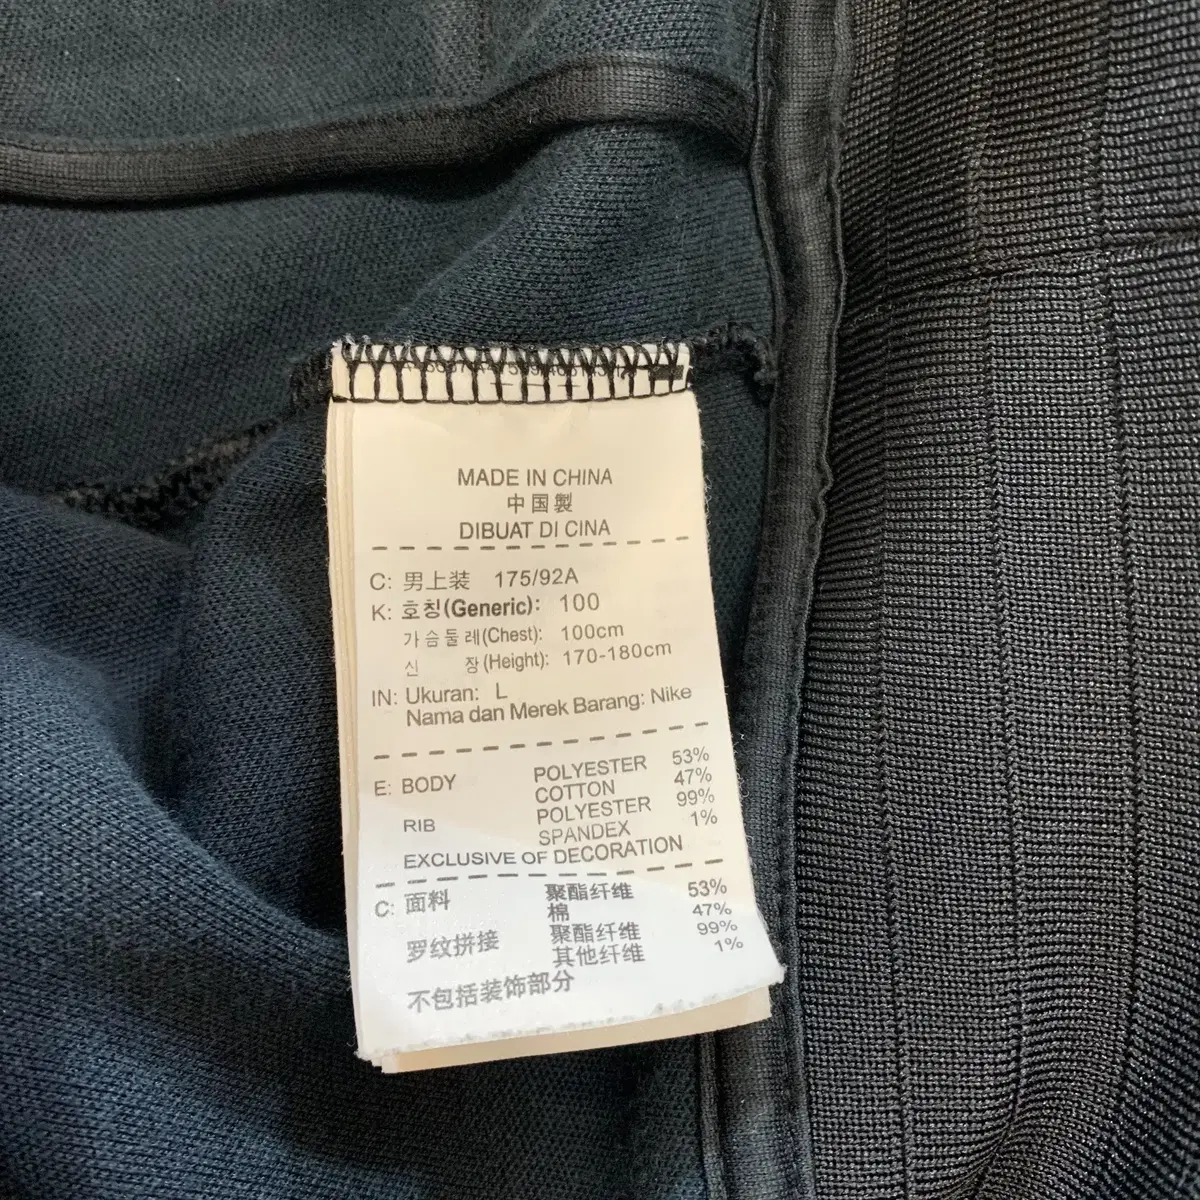 MADE IN CHINA
中国製
DIBUAT DI CINA
C: 男上装 175/92A
K: 호칭(Generic): 100
가슴둘레(Chest): 100cm
신 장(Height): 170-180cm
IN: Ukuran: L
Nama dan Merek Barang: Nike
E: BODY POLYESTER 53%
COTTON 47%
RIB POLYESTER 99%
SPANDEX 1%
EXCLUSIVE OF DECORATION
C: 面料 聚酯纤维 53%
棉 47%
罗纹拼接 聚酯纤维 99%
其他纤维 1%
不包括装饰部分